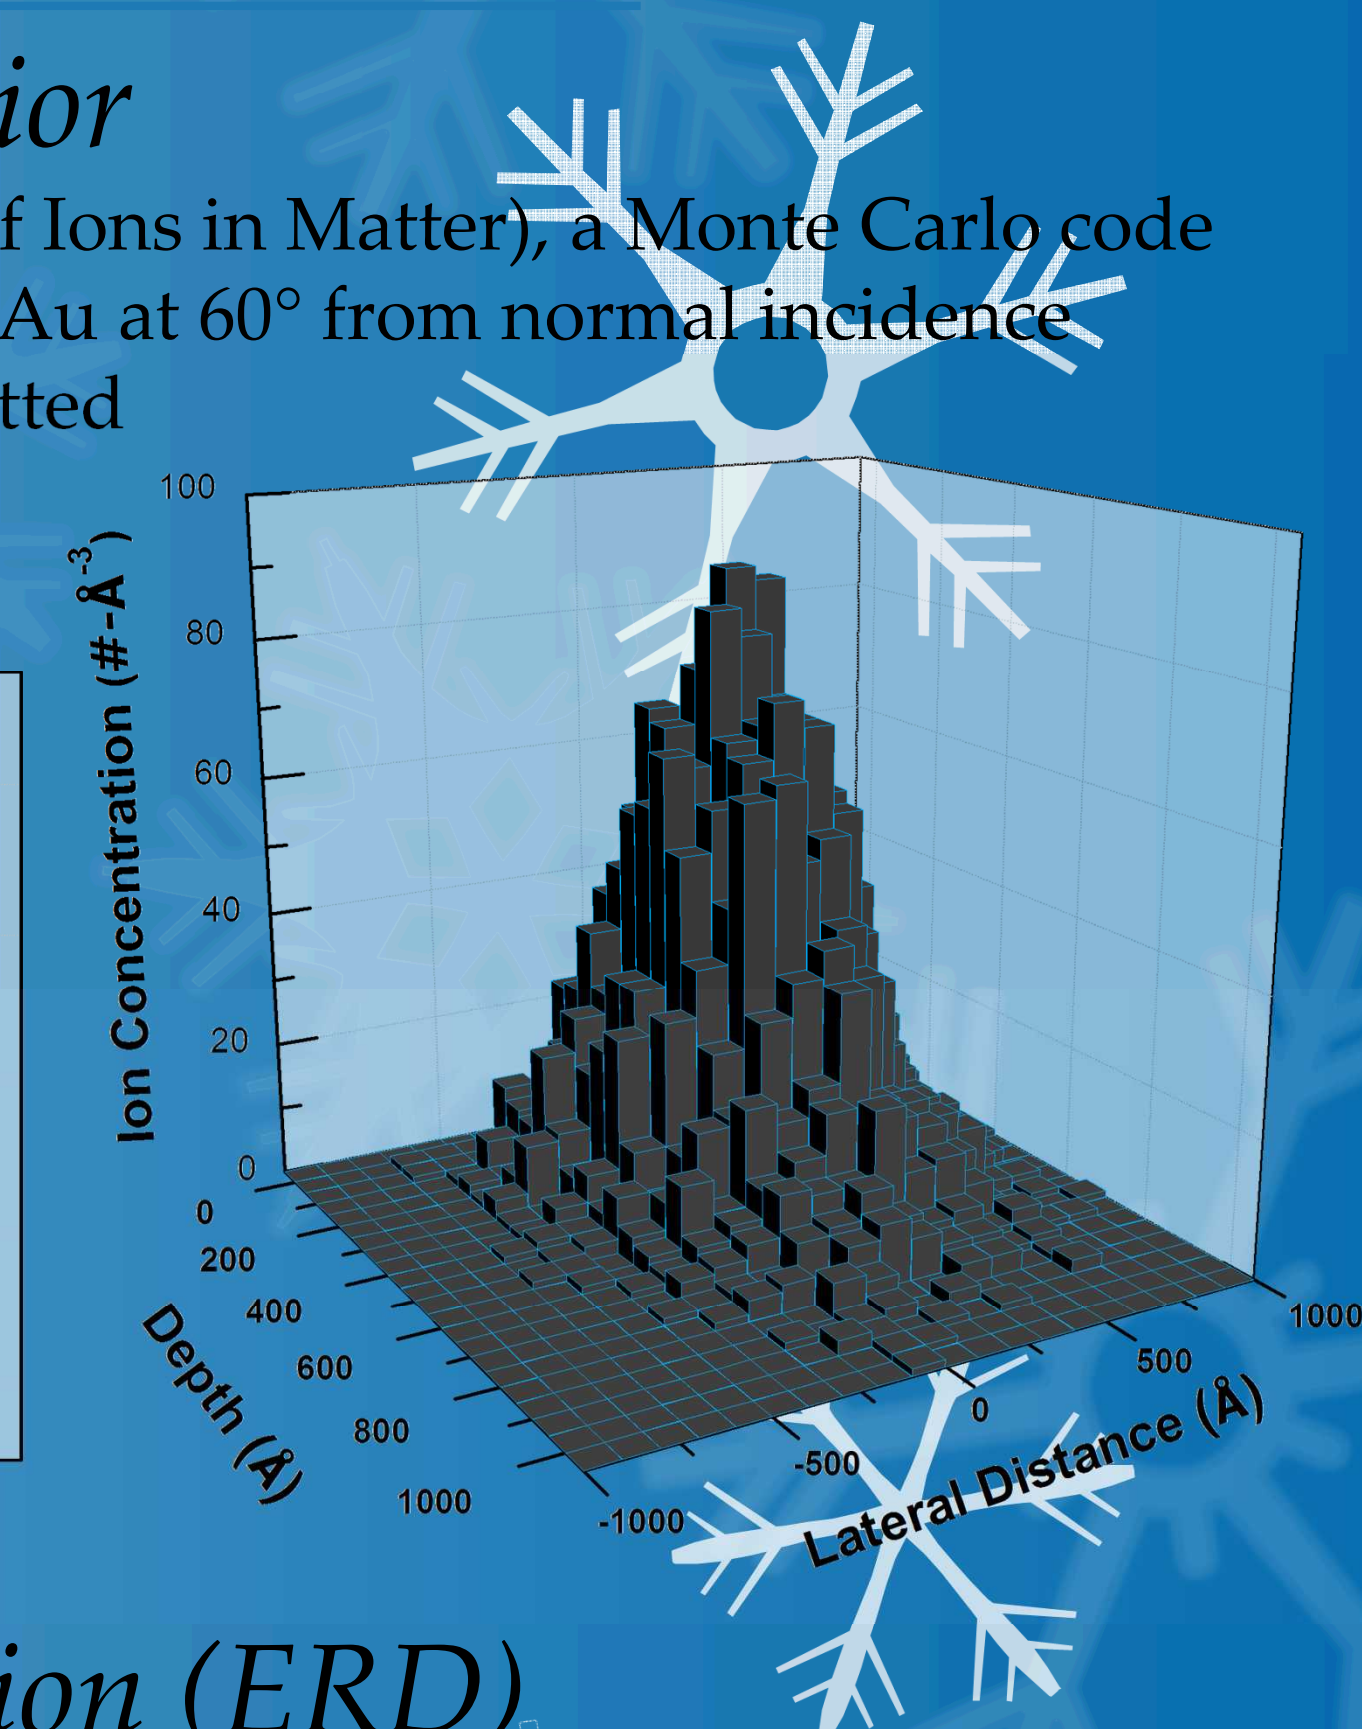 ior
f Ions in Matter), a Monte Carlo code
Au at 60° from normal incidence
tted
100
80
60
40
20
0
Ion Concentration (#-Å-3)
0
200
400
600
800
1000
Depth (Å)
-1000
-500
0
500
1000
Lateral Distance (Å)
ion (ERD)